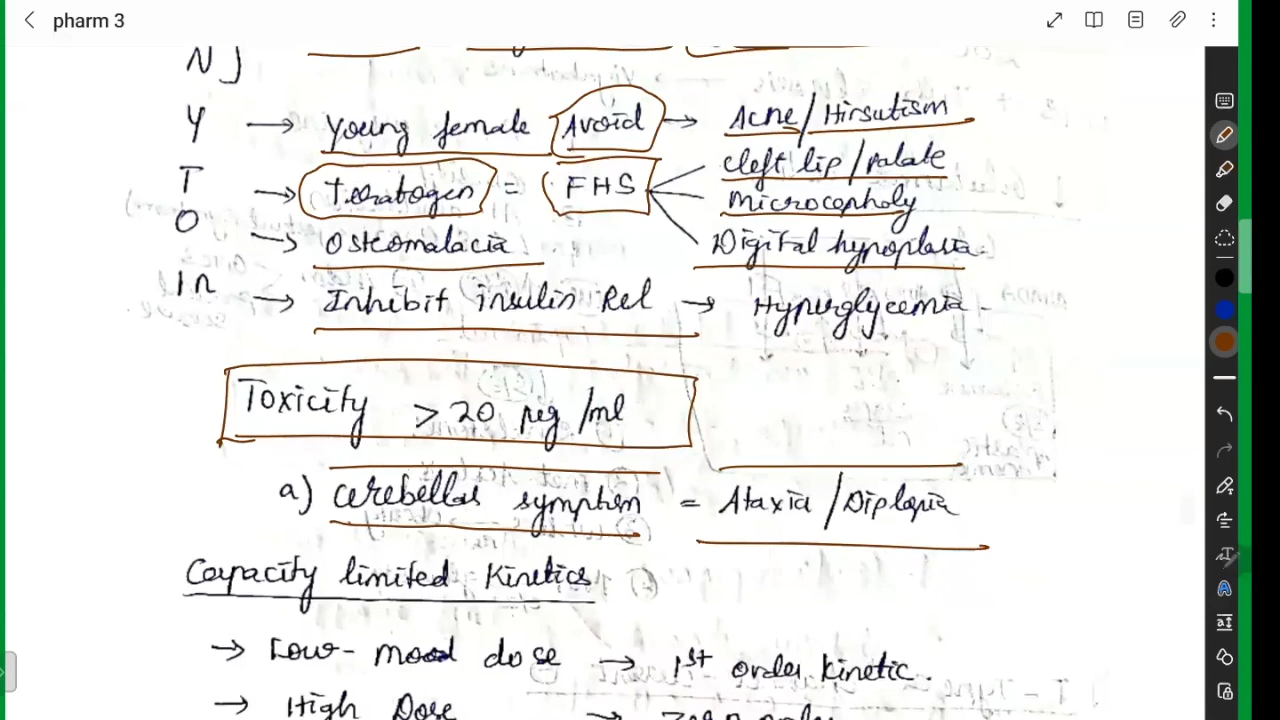 pharm 3
N J
Y → young female Avoid → Acne / Hirsutism
T → Teratogen = FHS cleft lip / palate
Microcephaly
O → Osteomalacia Digital hypoplasia.
In → Inhibit insulin Rel → Hyperglycemia.
Toxicity > 20 μg /ml
a) cerebellar symptom = Ataxia / Diplopia
Capacity limited Kinetics
→ Low - mod dose → 1st order kinetic.
→ High Dose → zero order